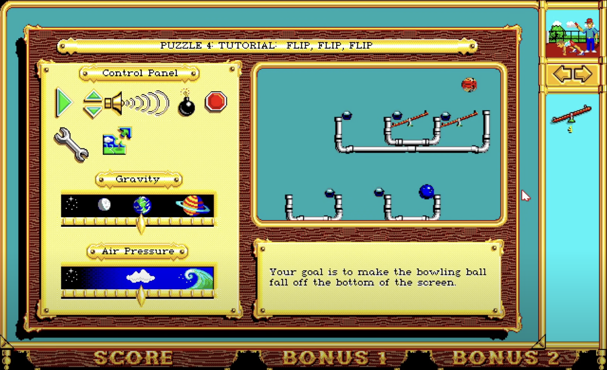 PUZZLE 4: TUTORIAL: FLIP, FLIP, FLIP
Control Panel
Gravity
Air Pressure
Your goal is to make the bowling ball
fall off the bottom of the screen.
SCORE
BONUS 1
BONUS 2